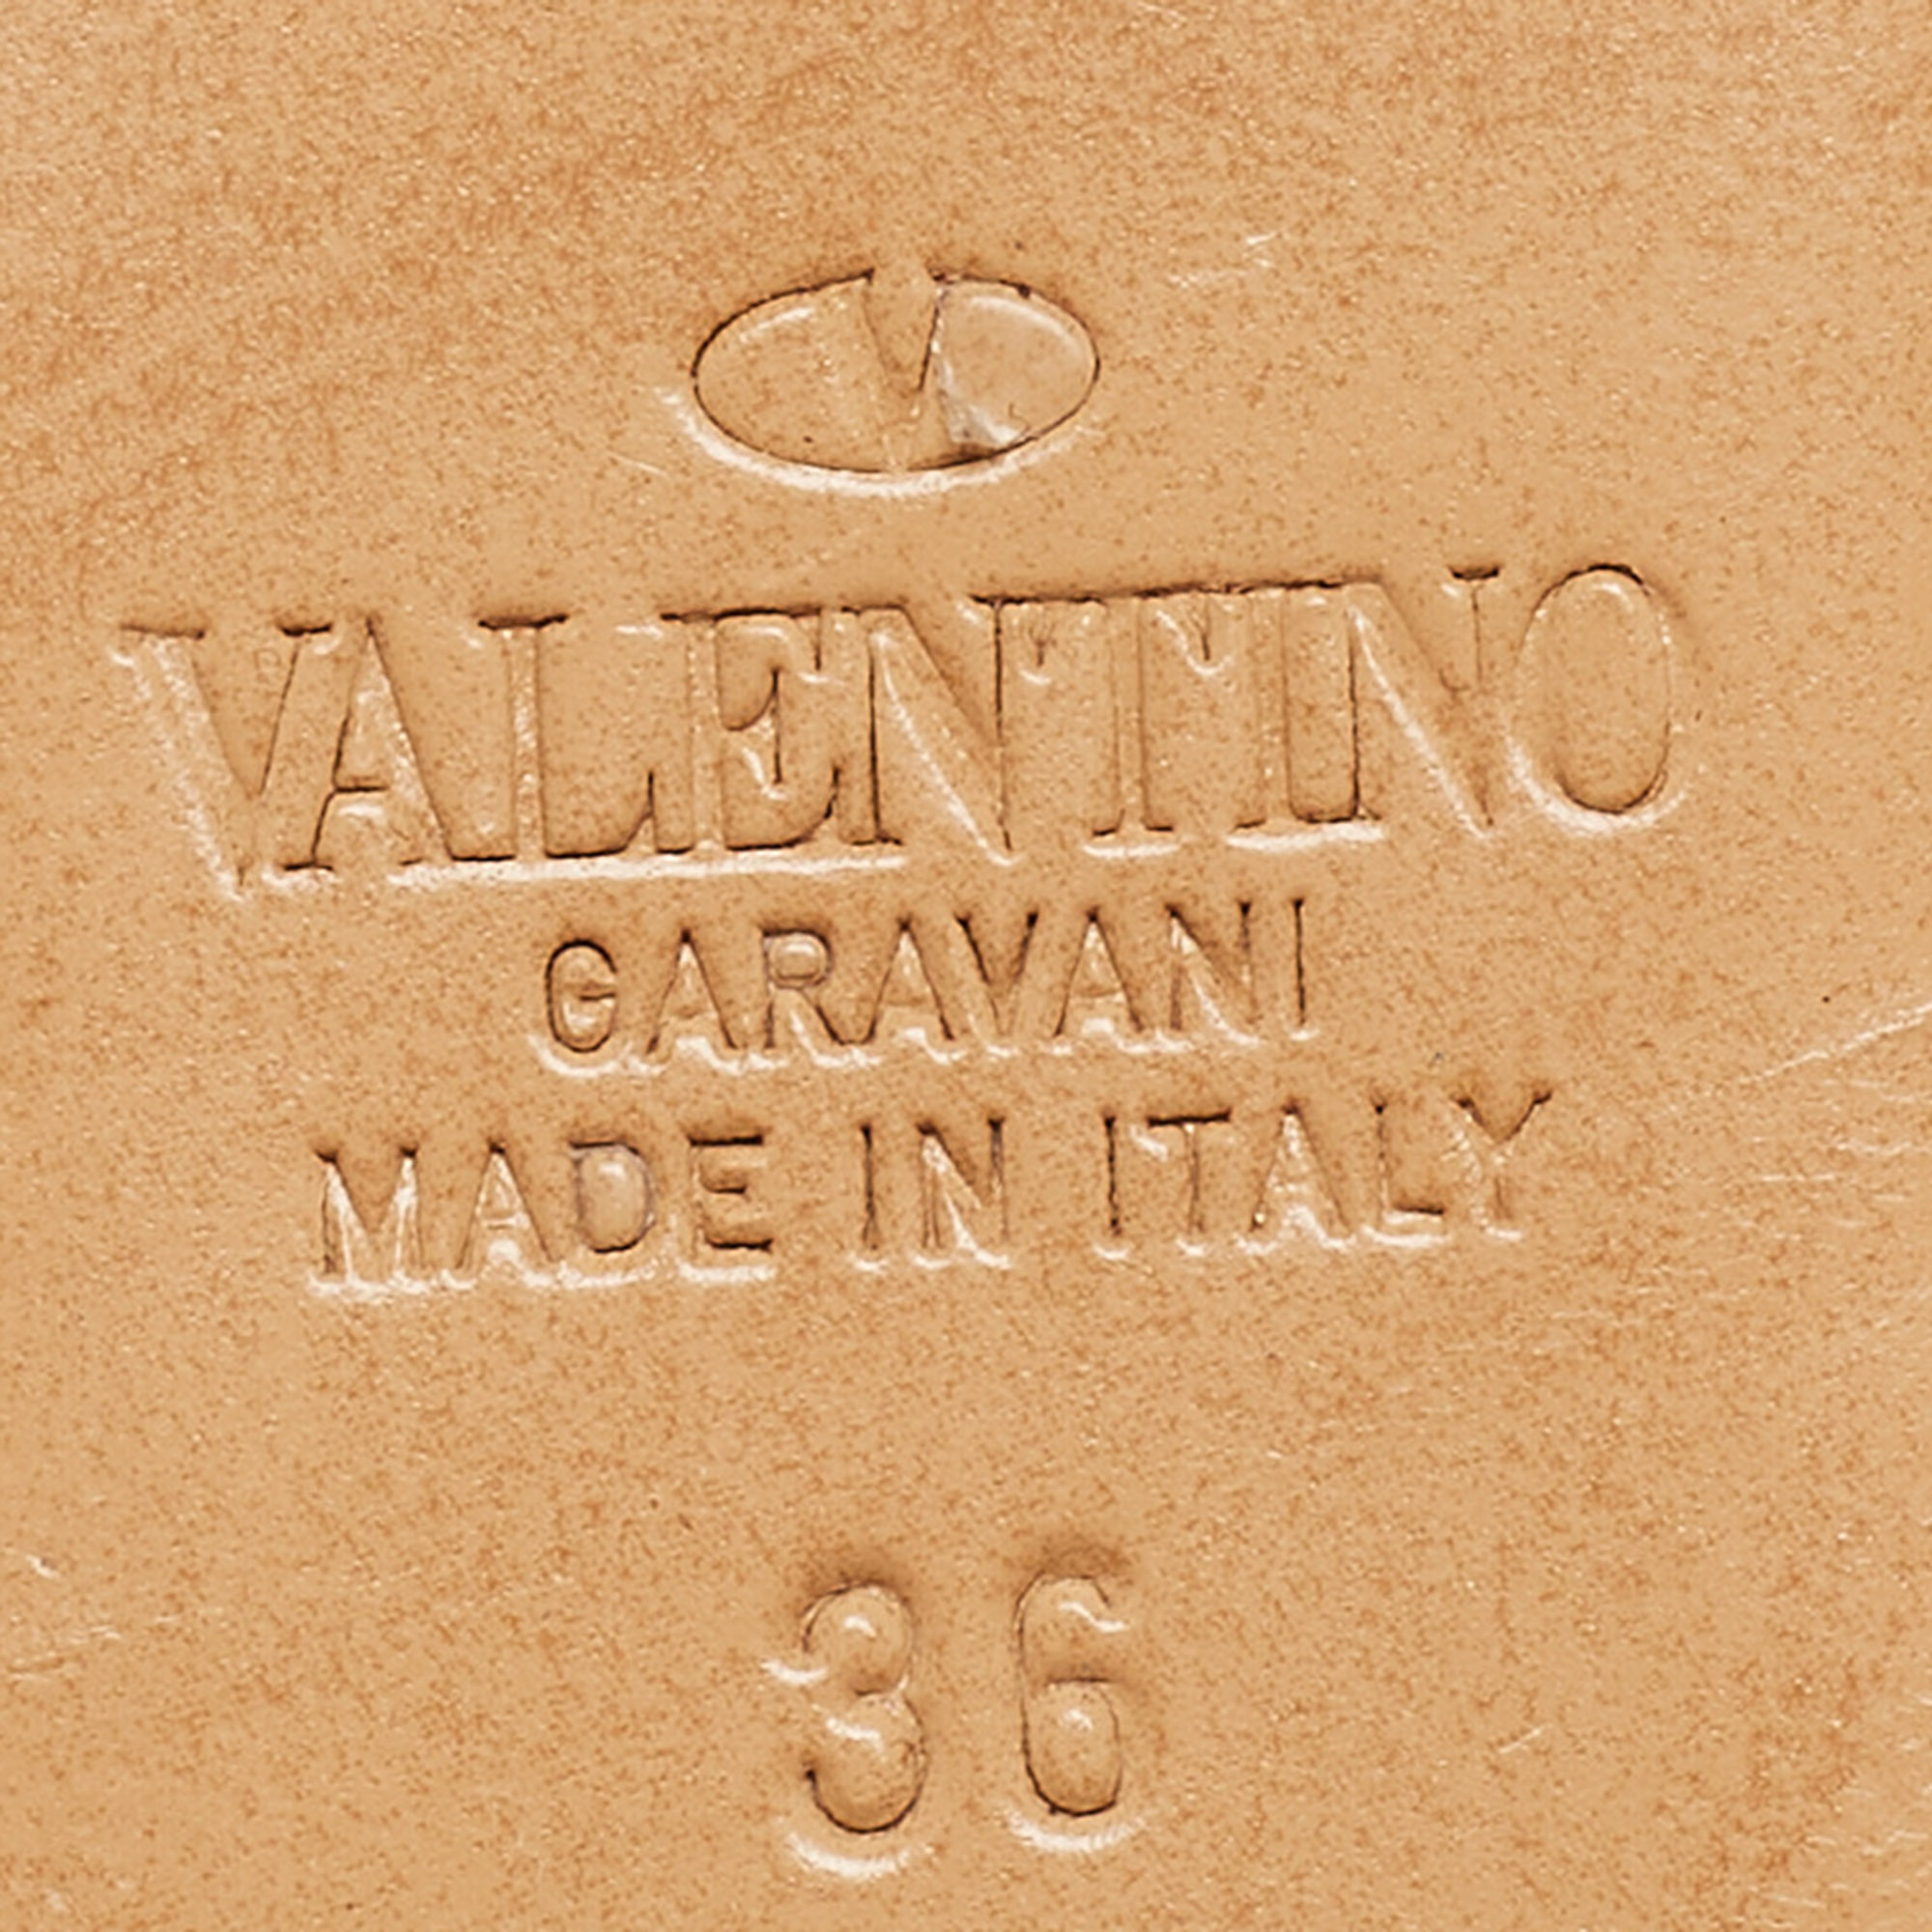 V
VALENTINO
GARAVANI
MADE IN ITALY
36